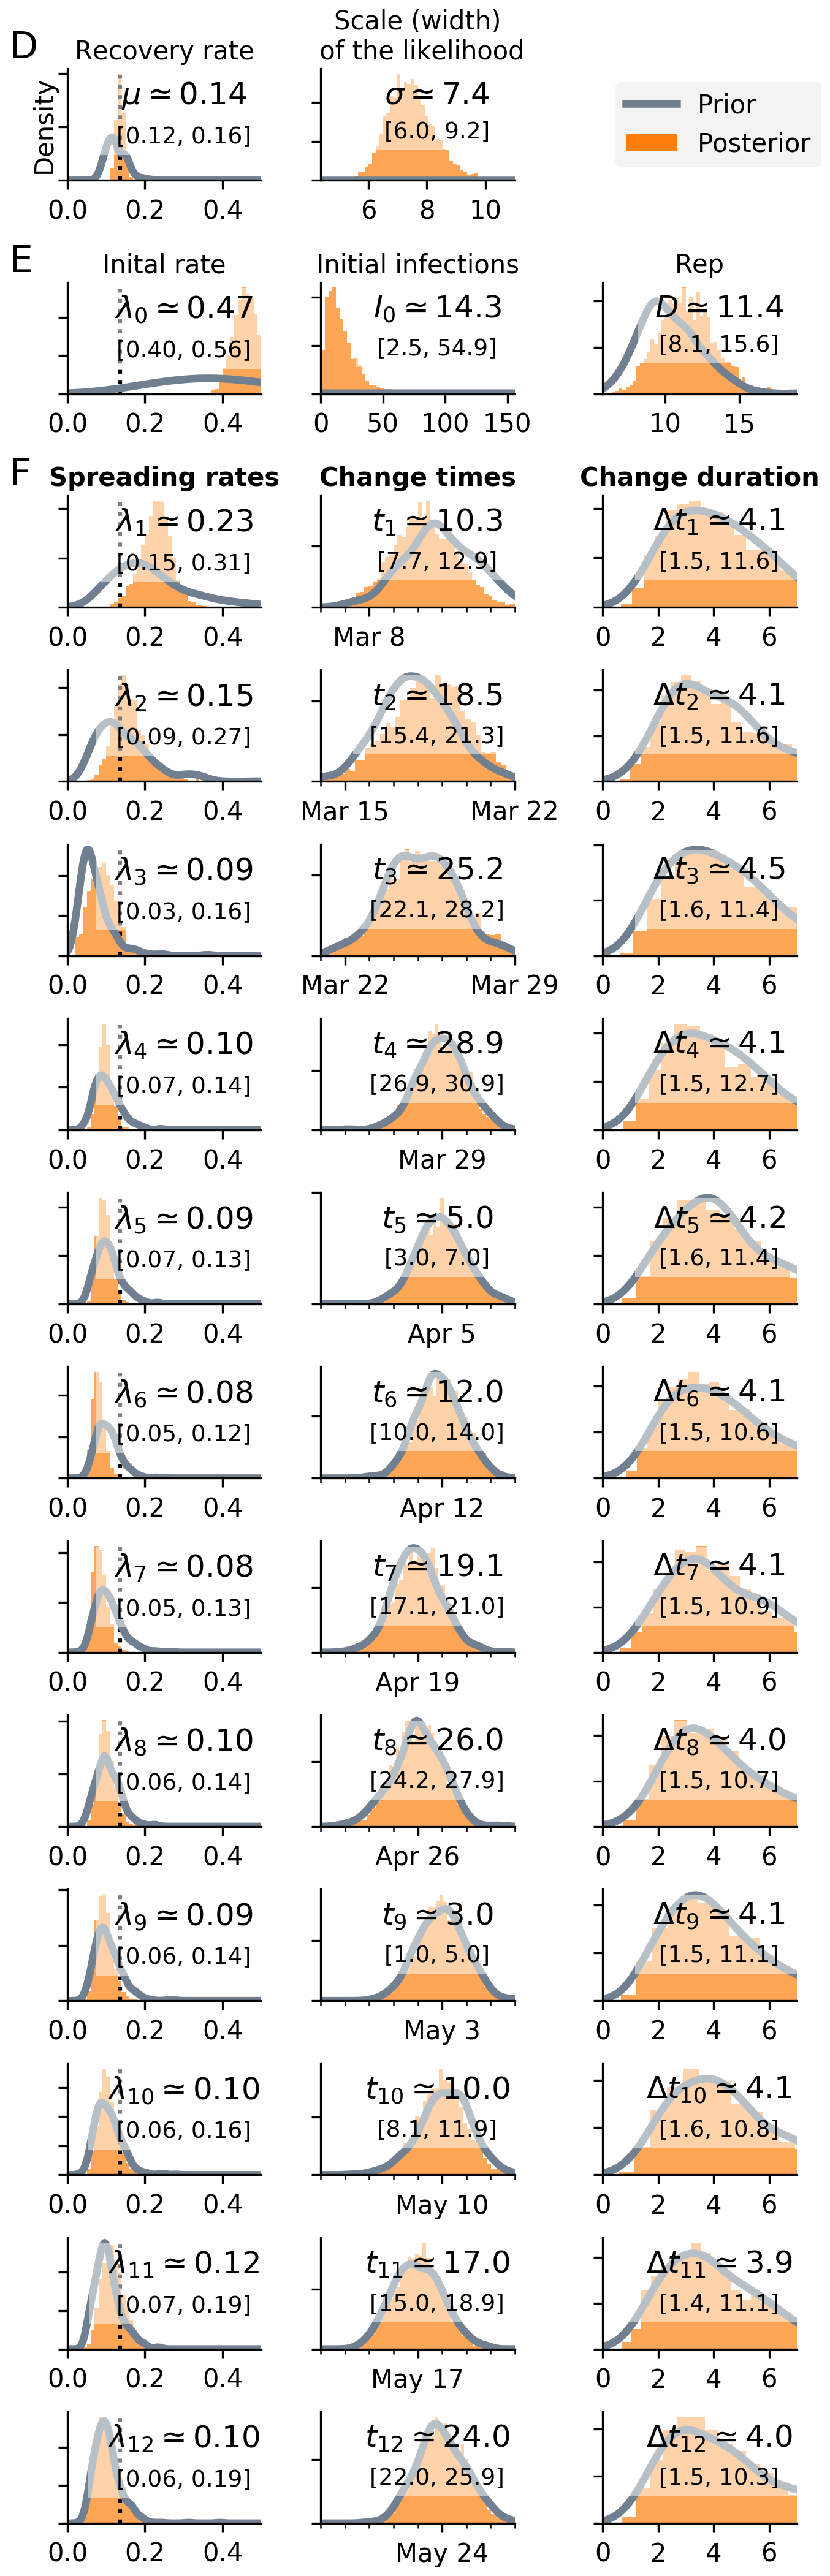 D
Recovery rate
Scale (width)
of the likelihood
Density
μ ≃ 0.14
[0.12, 0.16]
0.0 0.2 0.4
σ ≃ 7.4
[6.0, 9.2]
6 8 10
Prior
Posterior
E
Inital rate
Initial infections
Rep
λ0 ≃ 0.47
[0.40, 0.56]
0.0 0.2 0.4
I0 ≃ 14.3
[2.5, 54.9]
0 50 100 150
D ≃ 11.4
[8.1, 15.6]
10 15
F
Spreading rates
Change times
Change duration
λ1 ≃ 0.23
[0.15, 0.31]
0.0 0.2 0.4
t1 ≃ 10.3
[7.7, 12.9]
Mar 8
Δt1 ≃ 4.1
[1.5, 11.6]
0 2 4 6
λ2 ≃ 0.15
[0.09, 0.27]
0.0 0.2 0.4
t2 ≃ 18.5
[15.4, 21.3]
Mar 15 Mar 22
Δt2 ≃ 4.1
[1.5, 11.6]
0 2 4 6
λ3 ≃ 0.09
[0.03, 0.16]
0.0 0.2 0.4
t3 ≃ 25.2
[22.1, 28.2]
Mar 22 Mar 29
Δt3 ≃ 4.5
[1.6, 11.4]
0 2 4 6
λ4 ≃ 0.10
[0.07, 0.14]
0.0 0.2 0.4
t4 ≃ 28.9
[26.9, 30.9]
Mar 29
Δt4 ≃ 4.1
[1.5, 12.7]
0 2 4 6
λ5 ≃ 0.09
[0.07, 0.13]
0.0 0.2 0.4
t5 ≃ 5.0
[3.0, 7.0]
Apr 5
Δt5 ≃ 4.2
[1.6, 11.4]
0 2 4 6
λ6 ≃ 0.08
[0.05, 0.12]
0.0 0.2 0.4
t6 ≃ 12.0
[10.0, 14.0]
Apr 12
Δt6 ≃ 4.1
[1.5, 10.6]
0 2 4 6
λ7 ≃ 0.08
[0.05, 0.13]
0.0 0.2 0.4
t7 ≃ 19.1
[17.1, 21.0]
Apr 19
Δt7 ≃ 4.1
[1.5, 10.9]
0 2 4 6
λ8 ≃ 0.10
[0.06, 0.14]
0.0 0.2 0.4
t8 ≃ 26.0
[24.2, 27.9]
Apr 26
Δt8 ≃ 4.0
[1.5, 10.7]
0 2 4 6
λ9 ≃ 0.09
[0.06, 0.14]
0.0 0.2 0.4
t9 ≃ 3.0
[1.0, 5.0]
May 3
Δt9 ≃ 4.1
[1.5, 11.1]
0 2 4 6
λ10 ≃ 0.10
[0.06, 0.16]
0.0 0.2 0.4
t10 ≃ 10.0
[8.1, 11.9]
May 10
Δt10 ≃ 4.1
[1.6, 10.8]
0 2 4 6
λ11 ≃ 0.12
[0.07, 0.19]
0.0 0.2 0.4
t11 ≃ 17.0
[15.0, 18.9]
May 17
Δt11 ≃ 3.9
[1.4, 11.1]
0 2 4 6
λ12 ≃ 0.10
[0.06, 0.19]
0.0 0.2 0.4
t12 ≃ 24.0
[22.0, 25.9]
May 24
Δt12 ≃ 4.0
[1.5, 10.3]
0 2 4 6